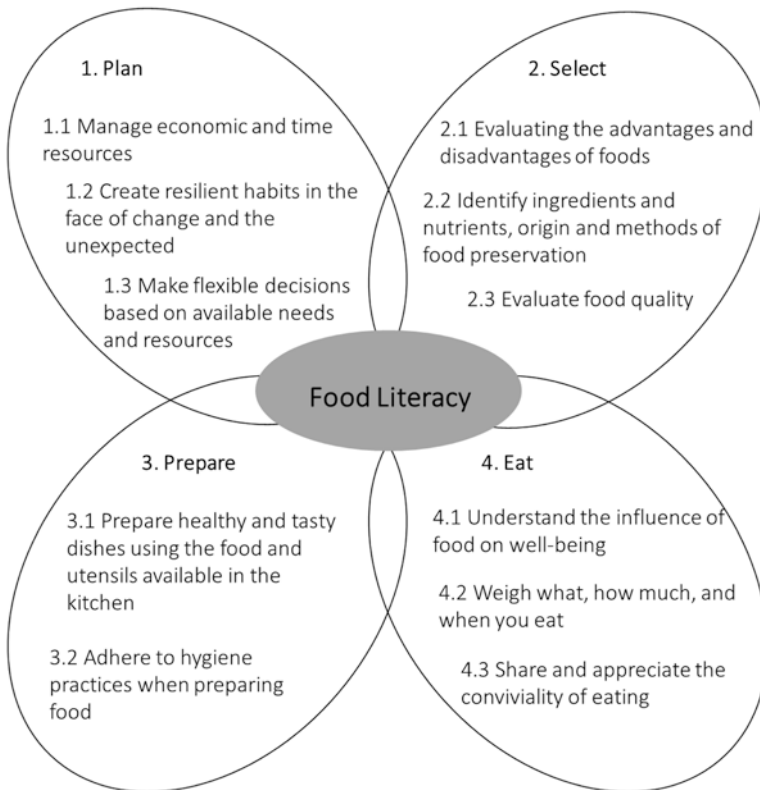 1. Plan
1.1 Manage economic and time
resources
1.2 Create resilient habits in the
face of change and the
unexpected
1.3 Make flexible decisions
based on available needs
and resources
2. Select
2.1 Evaluating the advantages and
disadvantages of foods
2.2 Identify ingredients and
nutrients, origin and methods of
food preservation
2.3 Evaluate food quality
Food Literacy
3. Prepare
3.1 Prepare healthy and tasty
dishes using the food and
utensils available in the
kitchen
3.2 Adhere to hygiene
practices when preparing
food
4. Eat
4.1 Understand the influence of
food on well-being
4.2 Weigh what, how much, and
when you eat
4.3 Share and appreciate the
conviviality of eating